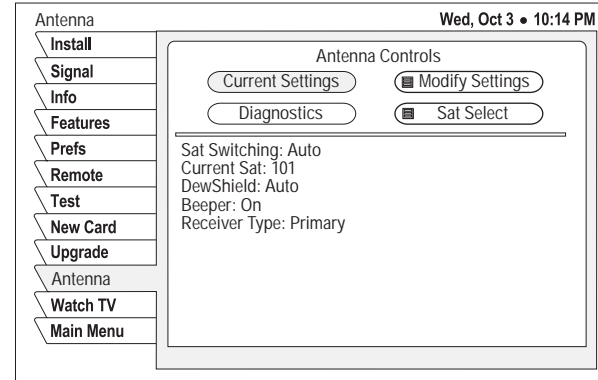 Antenna
Wed, Oct 3 ● 10:14 PM
Install
Signal
Info
Features
Prefs
Remote
Test
New Card
Upgrade
Antenna
Watch TV
Main Menu
Antenna Controls
Current Settings
Modify Settings
Diagnostics
Sat Select
Sat Switching: Auto
Current Sat: 101
DewShield: Auto
Beeper: On
Receiver Type: Primary